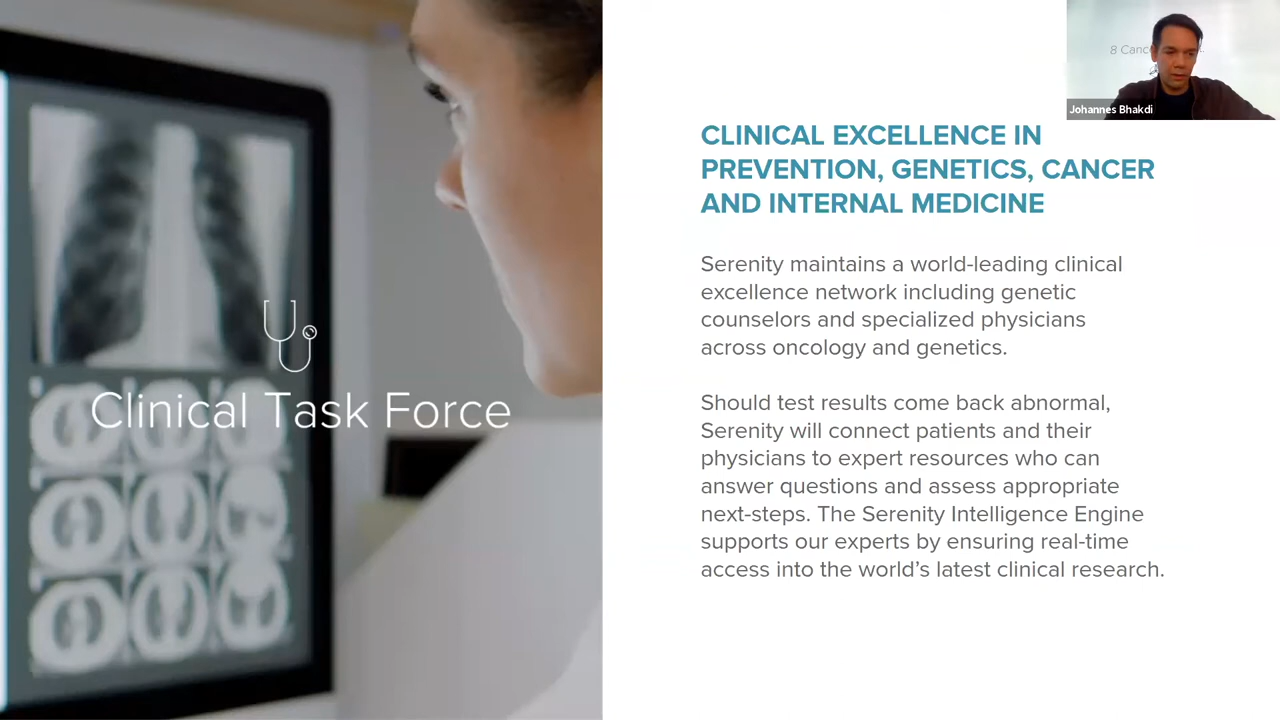 8 Canc
Johannes Bhakdi
CLINICAL EXCELLENCE IN
PREVENTION, GENETICS, CANCER
AND INTERNAL MEDICINE
Serenity maintains a world-leading clinical
excellence network including genetic
counselors and specialized physicians
across oncology and genetics.
Should test results come back abnormal,
Serenity will connect patients and their
physicians to expert resources who can
answer questions and assess appropriate
next-steps. The Serenity Intelligence Engine
supports our experts by ensuring real-time
access into the world's latest clinical research.
Clinical Task Force